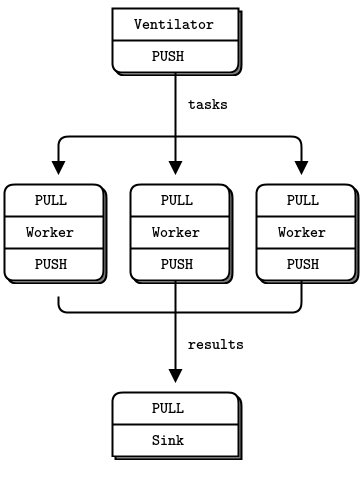 Ventilator
PUSH
tasks
PULL PULL PULL
Worker Worker Worker
PUSH PUSH PUSH
results
PULL
Sink